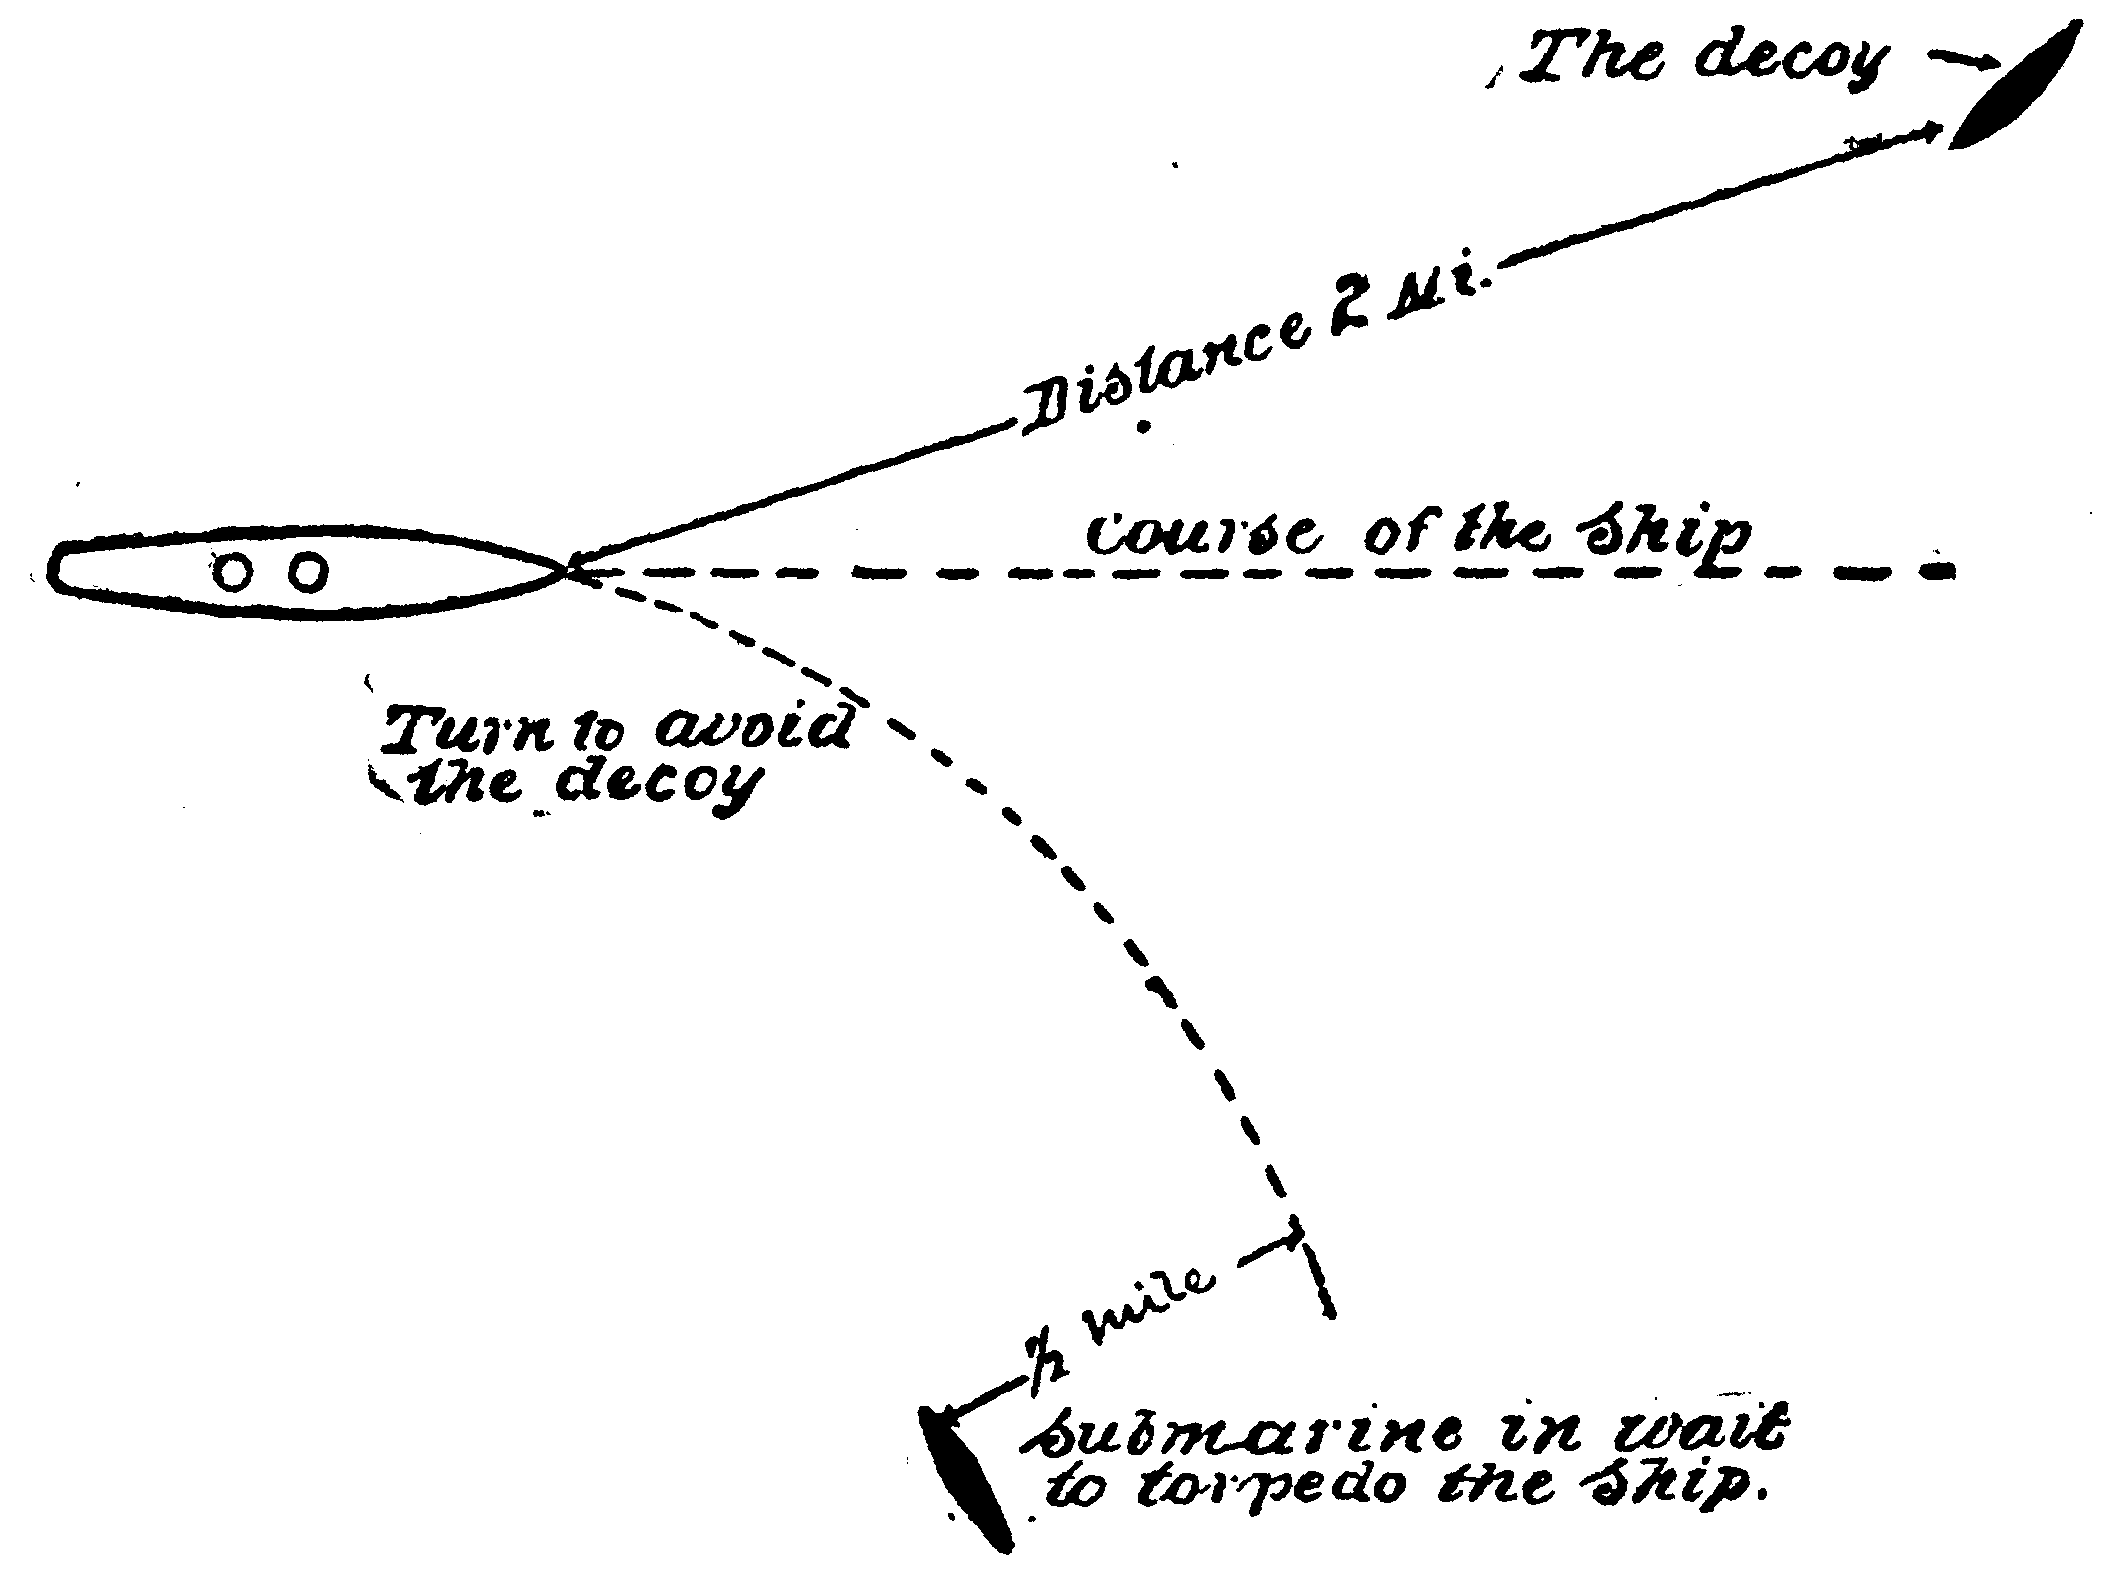 The decoy
Distance 2 Mi.
course of the ship
Turn to avoid
the decoy
½ mile
submarine in wait
to torpedo the ship.